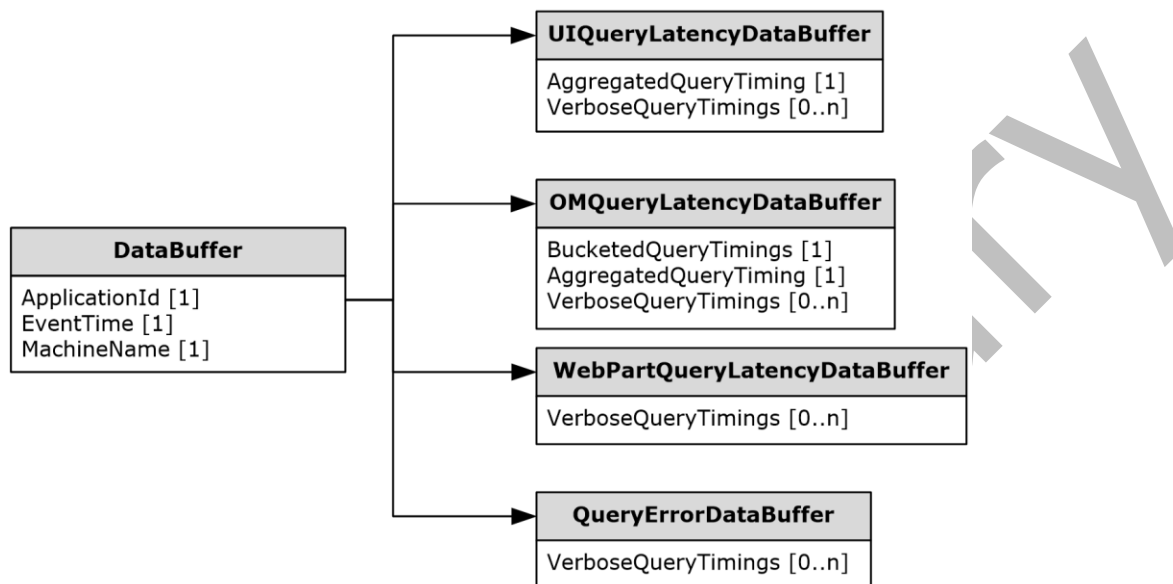 UIQueryLatencyDataBuffer
AggregatedQueryTiming [1]
VerboseQueryTimings [0..n]
OMQueryLatencyDataBuffer
BucketedQueryTimings [1]
AggregatedQueryTiming [1]
VerboseQueryTimings [0..n]
DataBuffer
ApplicationId [1]
EventTime [1]
MachineName [1]
WebPartQueryLatencyDataBuffer
VerboseQueryTimings [0..n]
QueryErrorDataBuffer
VerboseQueryTimings [0..n]